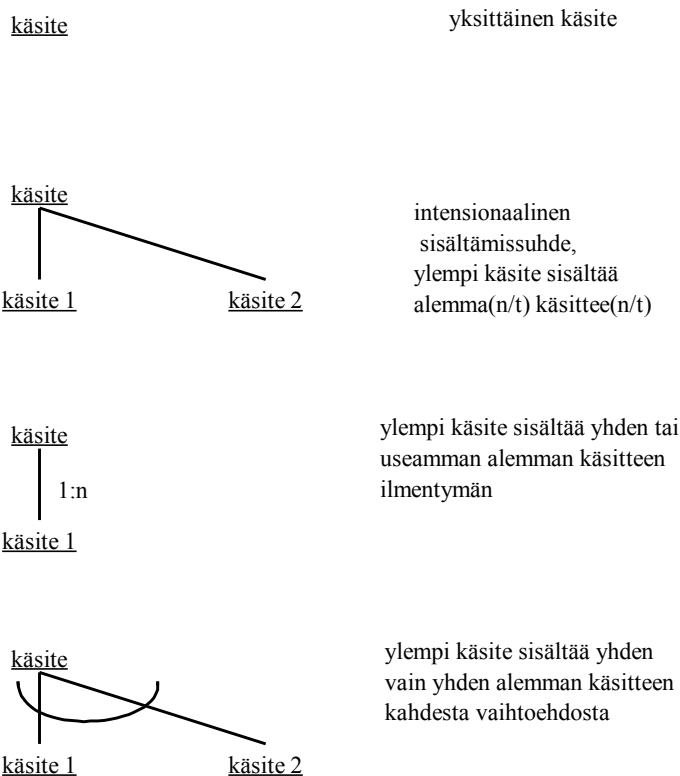 käsite
yksittäinen käsite
käsite
käsite 1
käsite 2
intensionaalinen
sisältämissuhde,
ylempi käsite sisältää
alemma(n/t) käsittee(n/t)
käsite
1:n
käsite 1
ylempi käsite sisältää yhden tai
useamman alemman käsitteen
ilmentymän
käsite
käsite 1
käsite 2
ylempi käsite sisältää yhden
vain yhden alemman käsitteen
kahdesta vaihtoehdosta